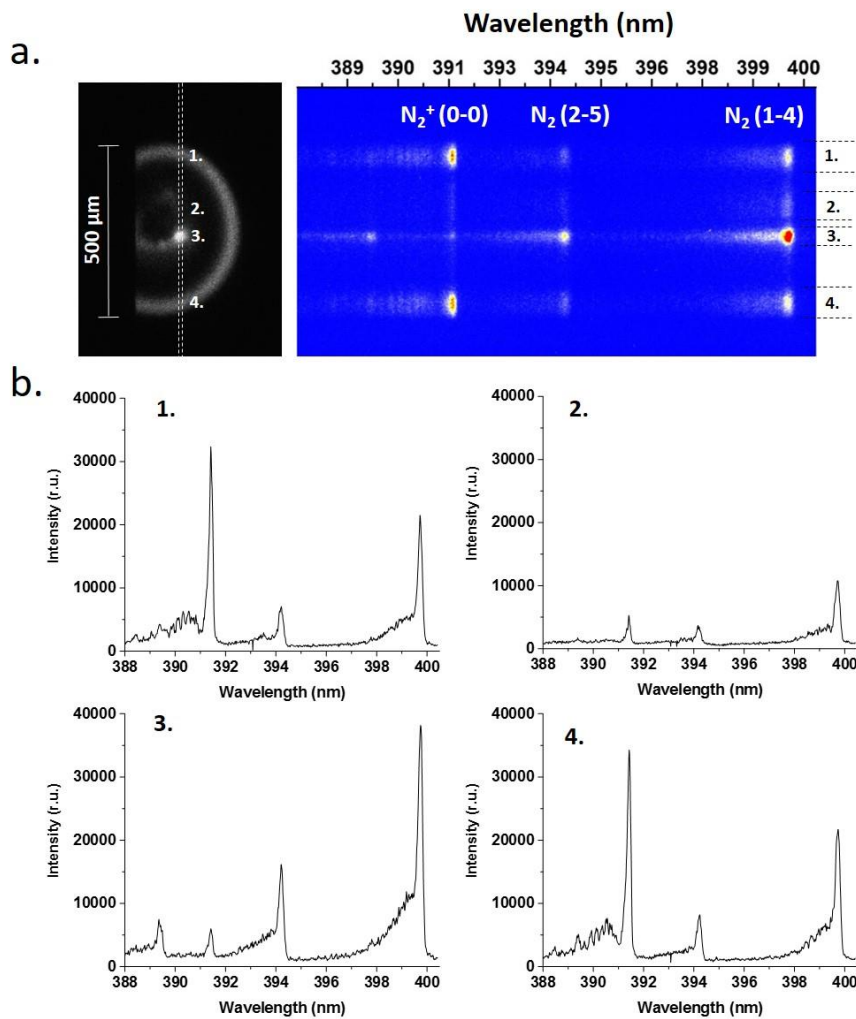 Wavelength (nm)
a.
389 390 391 393 394 395 396 398 399 400
N₂⁺ (0-0) N₂ (2-5) N₂ (1-4)
500 µm
1.
2.
3.
4.
1.
2.
3.
4.
b.
1.
40000
30000
20000
10000
0
Intensity (r.u.)
388 390 392 394 396 398 400
Wavelength (nm)
2.
40000
30000
20000
10000
0
Intensity (r.u.)
388 390 392 394 396 398 400
Wavelength (nm)
3.
40000
30000
20000
10000
0
Intensity (r.u.)
388 390 392 394 396 398 400
Wavelength (nm)
4.
40000
30000
20000
10000
0
Intensity (r.u.)
388 390 392 394 396 398 400
Wavelength (nm)